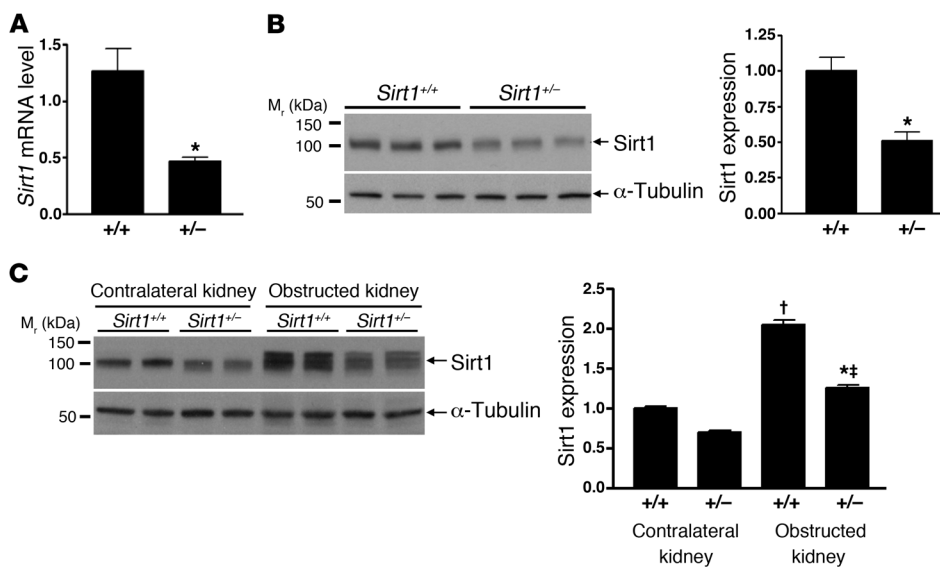 A
Sirt1 mRNA level
1.5
1.0
0.5
0.0
*
+/+
+/–
B
Sirt1+/+
Sirt1+/–
Mr (kDa)
150
100
50
Sirt1
α-Tubulin
Sirt1 expression
1.25
1.00
0.75
0.50
0.25
0.00
*
+/+
+/–
C
Contralateral kidney
Obstructed kidney
Sirt1+/+
Sirt1+/–
Sirt1+/+
Sirt1+/–
Mr (kDa)
150
100
50
Sirt1
α-Tubulin
Sirt1 expression
2.5
2.0
1.5
1.0
0.5
0.0
†
*‡
+/+
+/–
+/+
+/–
Contralateral
kidney
Obstructed
kidney